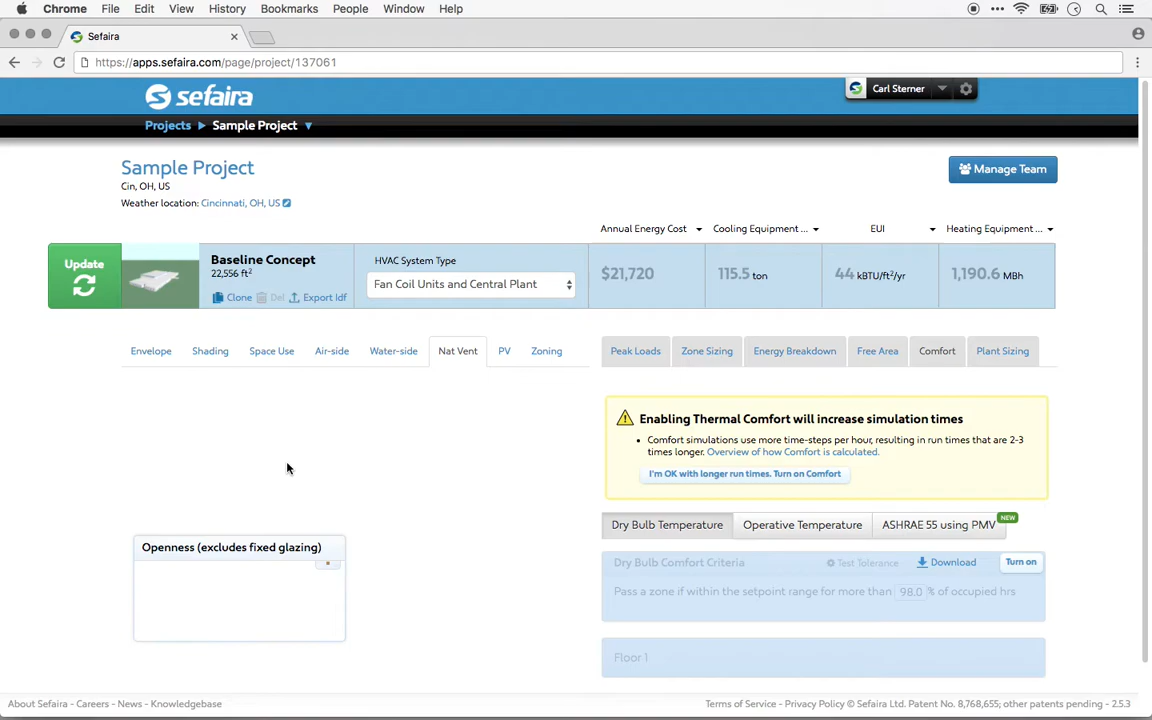 Chrome File Edit View History Bookmarks People Window Help
Sefaira
https://apps.sefaira.com/page/project/137061
sefaira
Carl Sterner
Projects Sample Project
Sample Project
Cin, OH, US
Weather location: Cincinnati, OH, US
Manage Team
Annual Energy Cost Cooling Equipment ... EUI Heating Equipment ...
Update
Baseline Concept
22,556 ft²
Clone Del Export Idf
HVAC System Type
Fan Coil Units and Central Plant
$21,720 115.5 ton 44 kBTU/ft²/yr 1,190.6 MBh
Envelope Shading Space Use Air-side Water-side Nat Vent PV Zoning
Peak Loads Zone Sizing Energy Breakdown Free Area Comfort Plant Sizing
Enabling Thermal Comfort will increase simulation times
• Comfort simulations use more time-steps per hour, resulting in run times that are 2-3
times longer. Overview of how Comfort is calculated.
I'm OK with longer run times. Turn on Comfort
Dry Bulb Temperature Operative Temperature ASHRAE 55 using PMV NEW
Openness (excludes fixed glazing)
Dry Bulb Comfort Criteria Test Tolerance Download Turn on
Pass a zone if within the setpoint range for more than 98.0 % of occupied hrs
Floor 1
About Sefaira - Careers - News - Knowledgebase
Terms of Service - Privacy Policy © Sefaira Ltd. Patent No. 8,768,655; other patents pending - 2.5.3